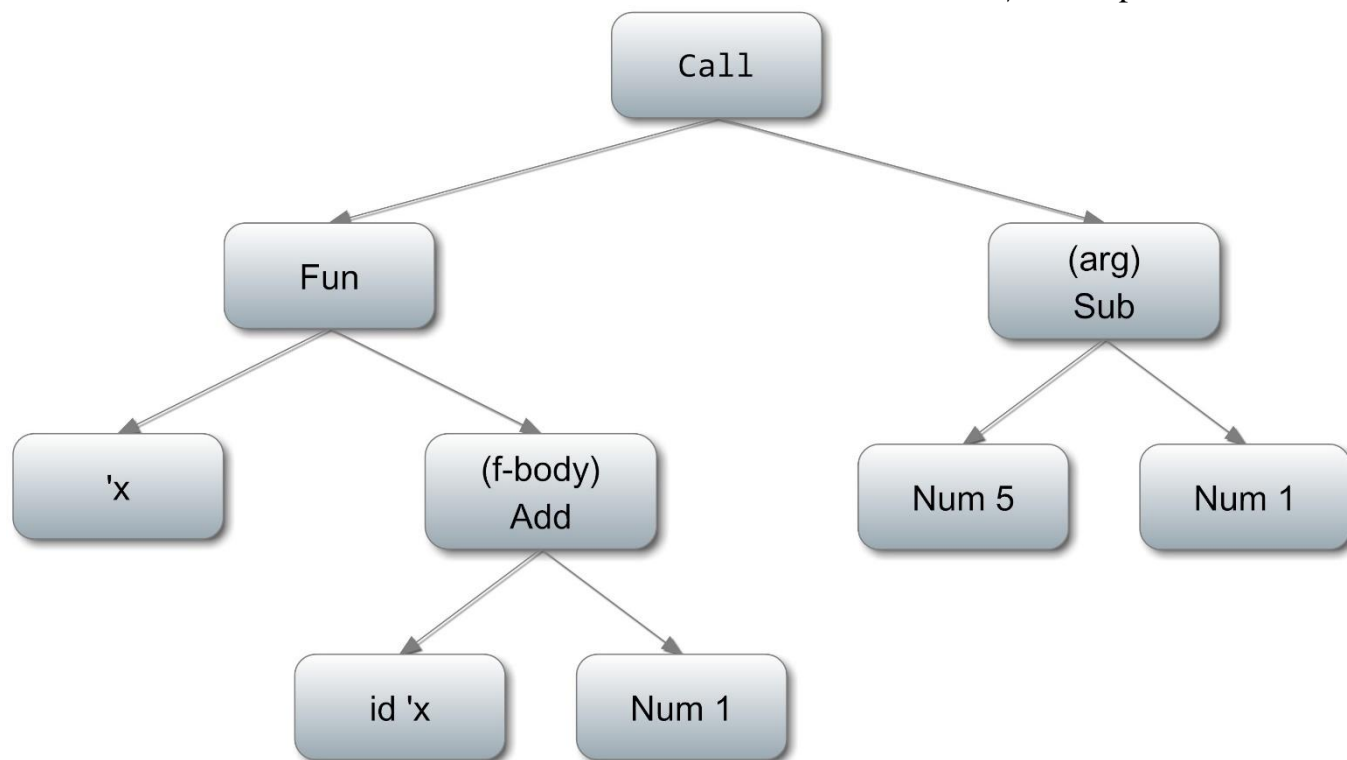 Call
Fun
(arg)
Sub
'x
(f-body)
Add
Num 5
Num 1
id 'x
Num 1